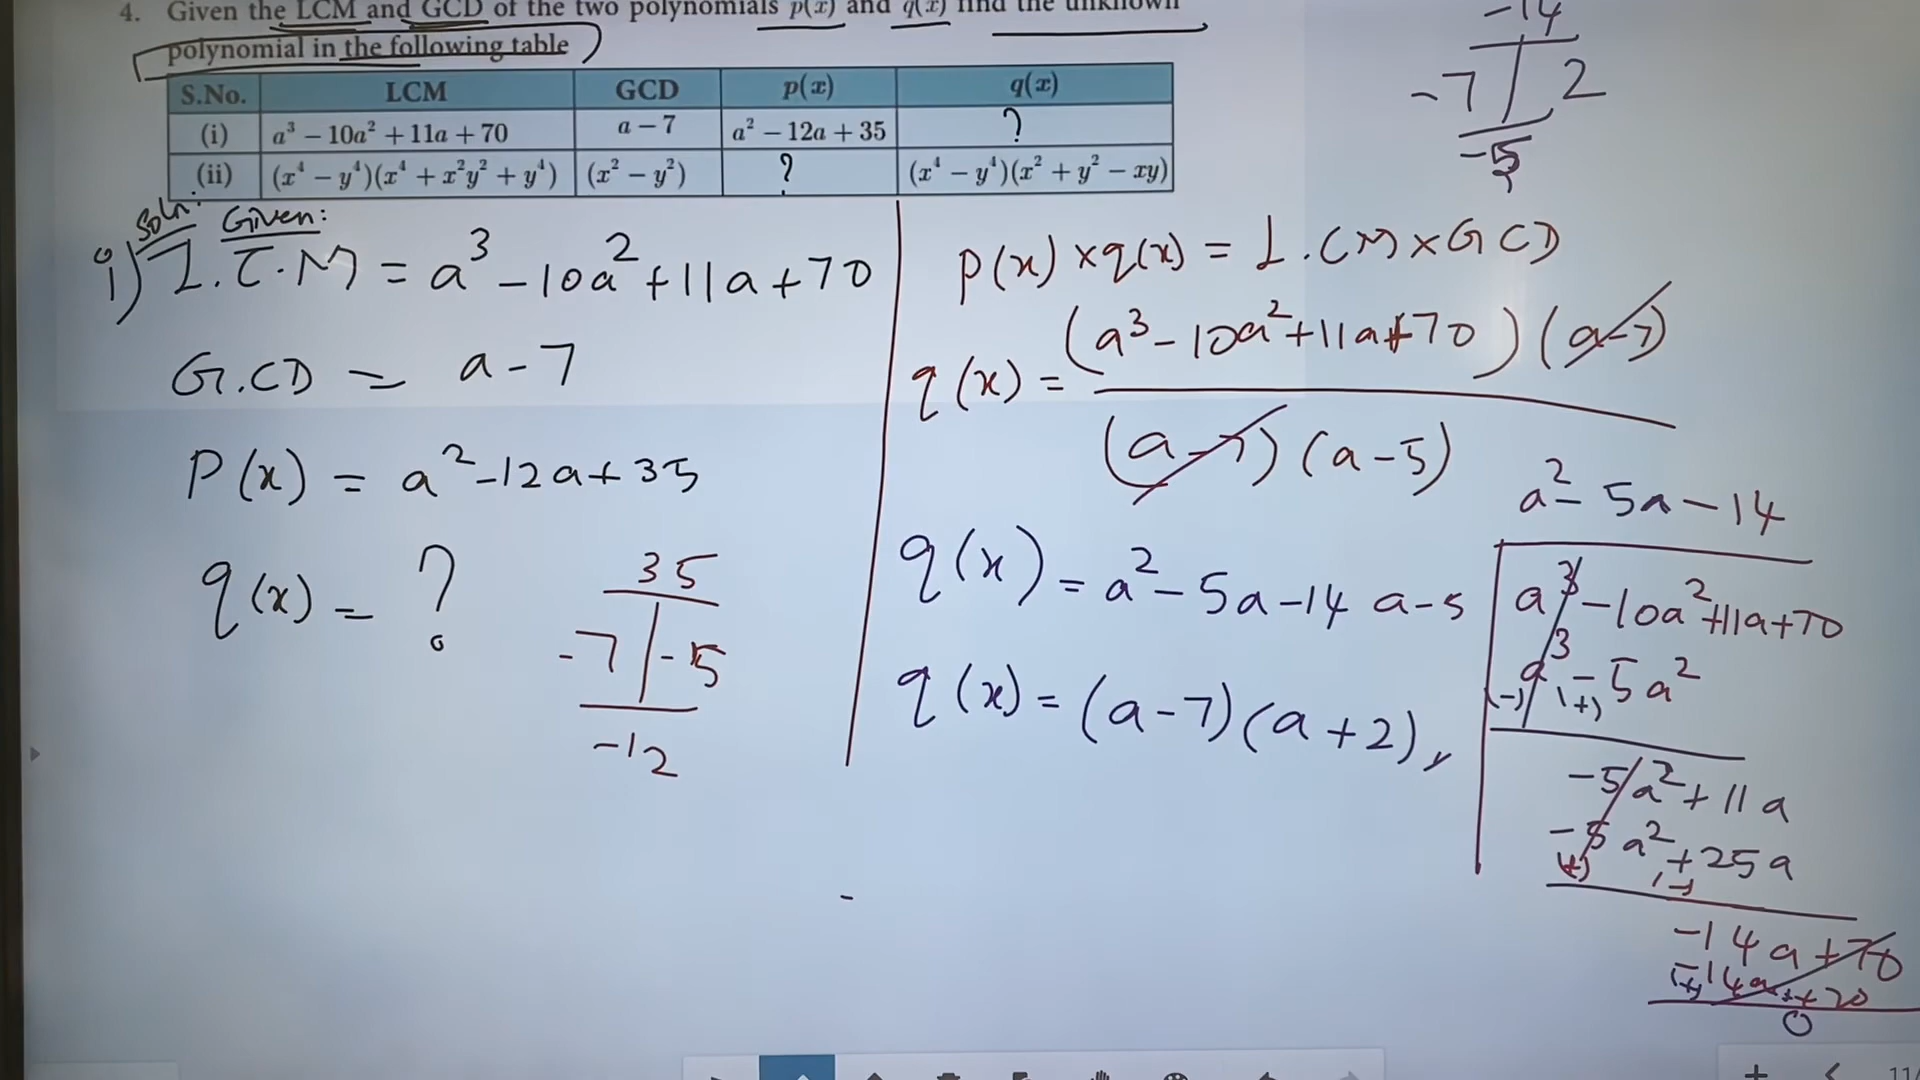 4. Given the LCM and GCD of the two polynomials p(x) and q(x) find the unknown
polynomial in the following table
S.No. LCM GCD p(x) q(x)
(i) a³ − 10a² + 11a + 70 a − 7 a² − 12a + 35 ?
(ii) (x⁴ − y⁴)(x⁴ + x²y² + y⁴) (x² − y²) ? (x⁴ − y⁴)(x² + y² − xy)
-14
-7 2
-5
Soln:
Given:
i) L.C.M = a³ - 10a² + 11a + 70
G.CD = a - 7
P(x) = a² - 12a + 35
q(x) = ?
35
-7 -5
-12
p(x) × q(x) = L.CM × GCD
q(x) = (a³ - 10a² + 11a + 70)(a-7)
(a-7)(a-5)
q(x) = a² - 5a - 14
q(x) = (a-7)(a+2)
a² - 5a - 14
a-5 a³ - 10a² + 11a + 70
a³ - 5a²
(-) (+)
-5a² + 11a
-5a² + 25a
(+) (-)
-14a + 70
-14a + 70
(+) (-)
0